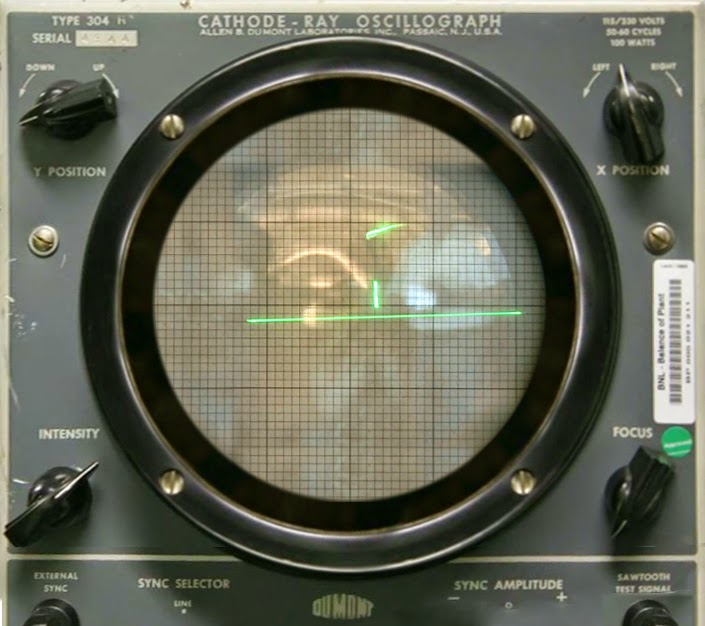 TYPE 304
SERIAL
CATHODE-RAY OSCILLOGRAPH
ALLEN B. DU MONT LABORATORIES, INC., PASSAIC, N.J., U.S.A.
115/230 VOLTS
50-60 CYCLES
100 WATTS
DOWN UP
Y POSITION
LEFT RIGHT
X POSITION
BNL - Balance of Plant
INTENSITY
FOCUS
EXTERNAL
SYNC
SYNC SELECTOR
LINE
DUMONT
SYNC AMPLITUDE
- O +
SAWTOOTH
TEST SIGNAL